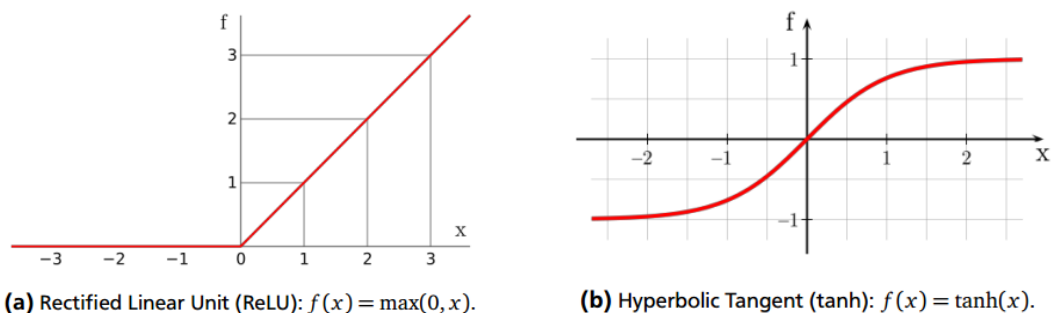 f
3
2
1
x
−3 −2 −1 0 1 2 3
(a) Rectified Linear Unit (ReLU): f(x) = max(0, x).
f
1
−2 −1 1 2 x
−1
(b) Hyperbolic Tangent (tanh): f(x) = tanh(x).